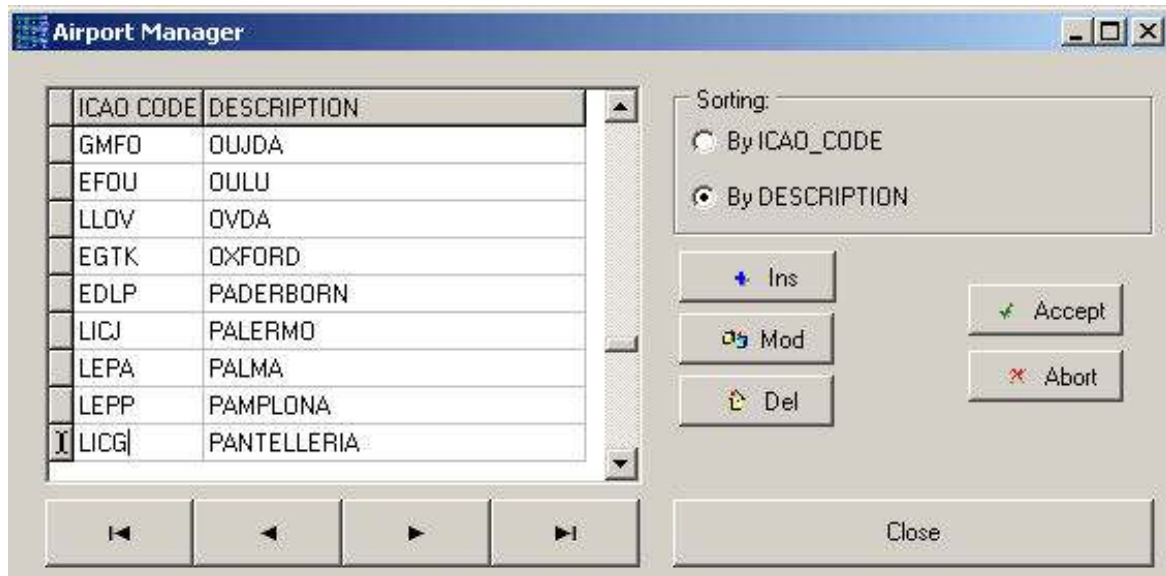 Airport Manager
ICAO CODE DESCRIPTION
GMFO OUJDA
EFOU OULU
LLOV OVDA
EGTK OXFORD
EDLP PADERBORN
LICJ PALERMO
LEPA PALMA
LEPP PAMPLONA
LICG PANTELLERIA
Sorting:
By ICAO_CODE
By DESCRIPTION
Ins
Mod
Del
Accept
Abort
Close